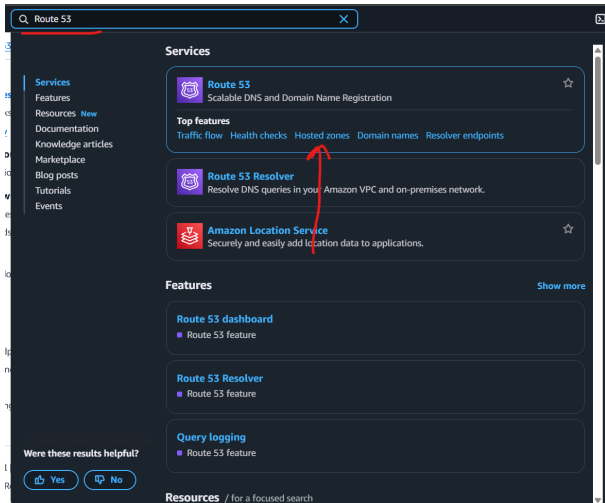 Route 53
Services
Features
Resources New
Documentation
Knowledge articles
Marketplace
Blog posts
Tutorials
Events
Were these results helpful?
Yes
No
Services
Route 53
Scalable DNS and Domain Name Registration
Top features
Traffic flow Health checks Hosted zones Domain names Resolver endpoints
Route 53 Resolver
Resolve DNS queries in your Amazon VPC and on-premises network.
Amazon Location Service
Securely and easily add location data to applications.
Features
Show more
Route 53 dashboard
Route 53 feature
Route 53 Resolver
Route 53 feature
Query logging
Route 53 feature
Resources / for a focused search